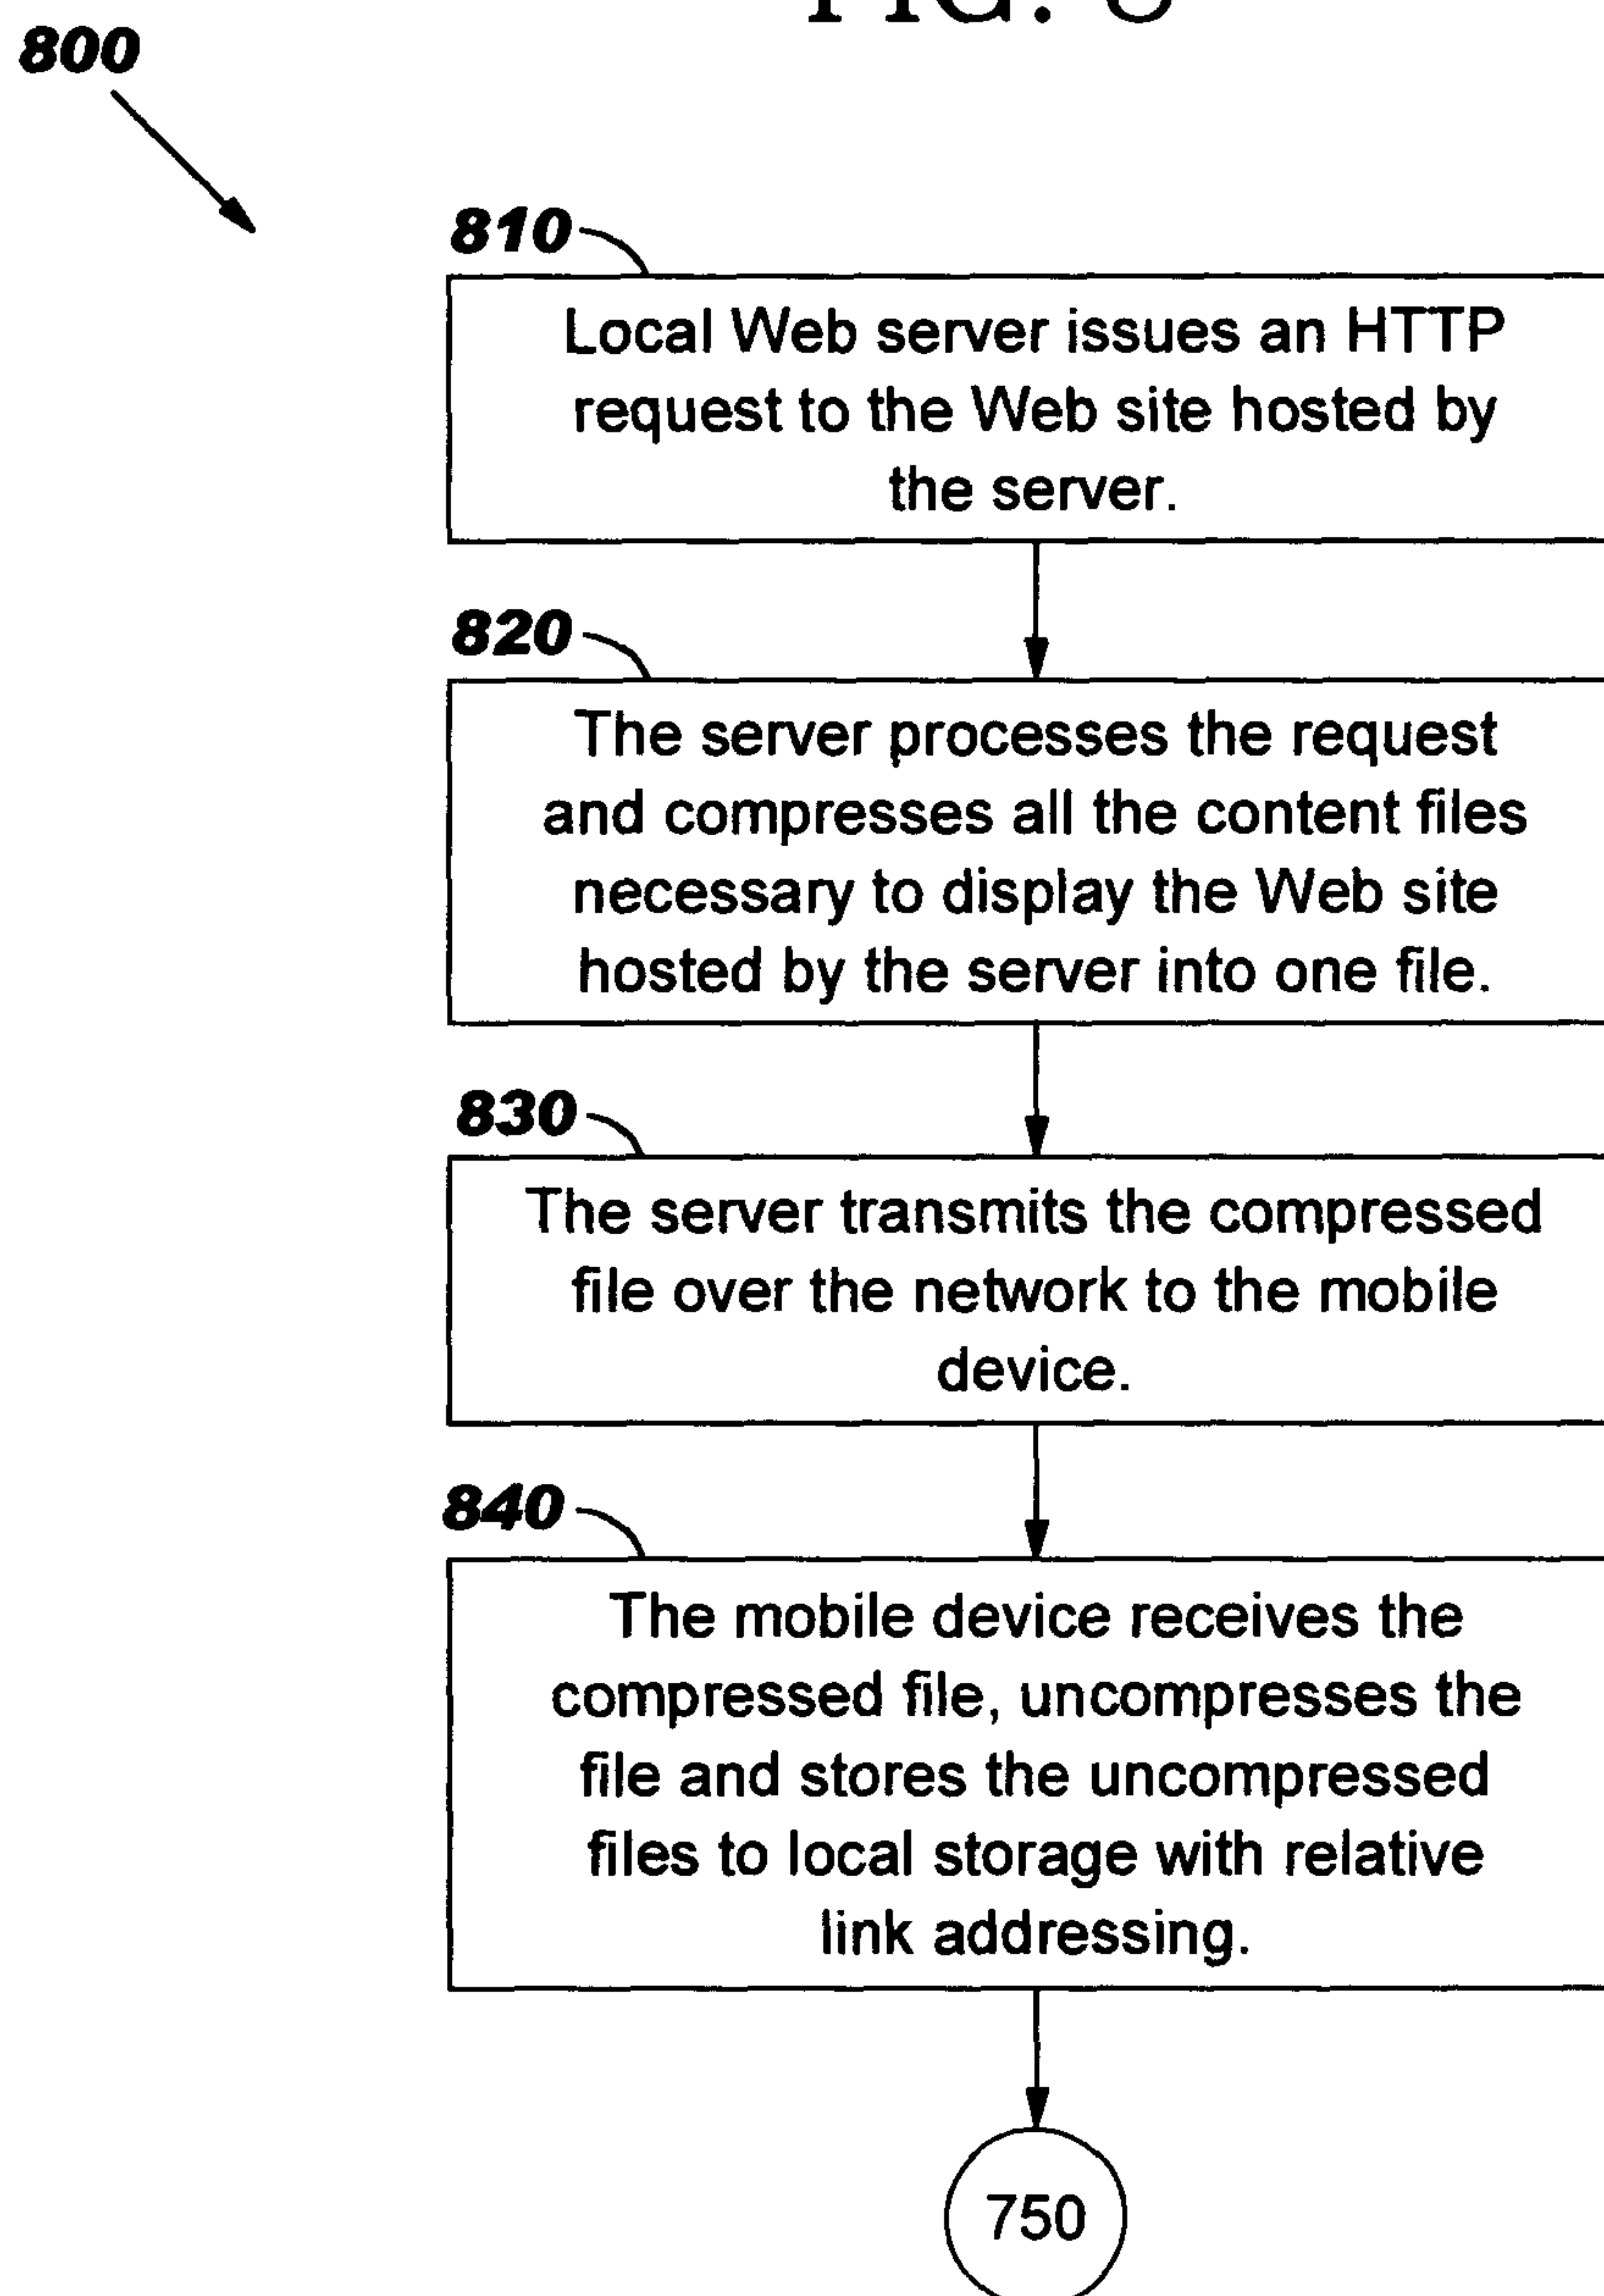 FIG. 8
800
810
Local Web server issues an HTTP
request to the Web site hosted by
the server.
820
The server processes the request
and compresses all the content files
necessary to display the Web site
hosted by the server into one file.
830
The server transmits the compressed
file over the network to the mobile
device.
840
The mobile device receives the
compressed file, uncompresses the
file and stores the uncompressed
files to local storage with relative
link addressing.
750